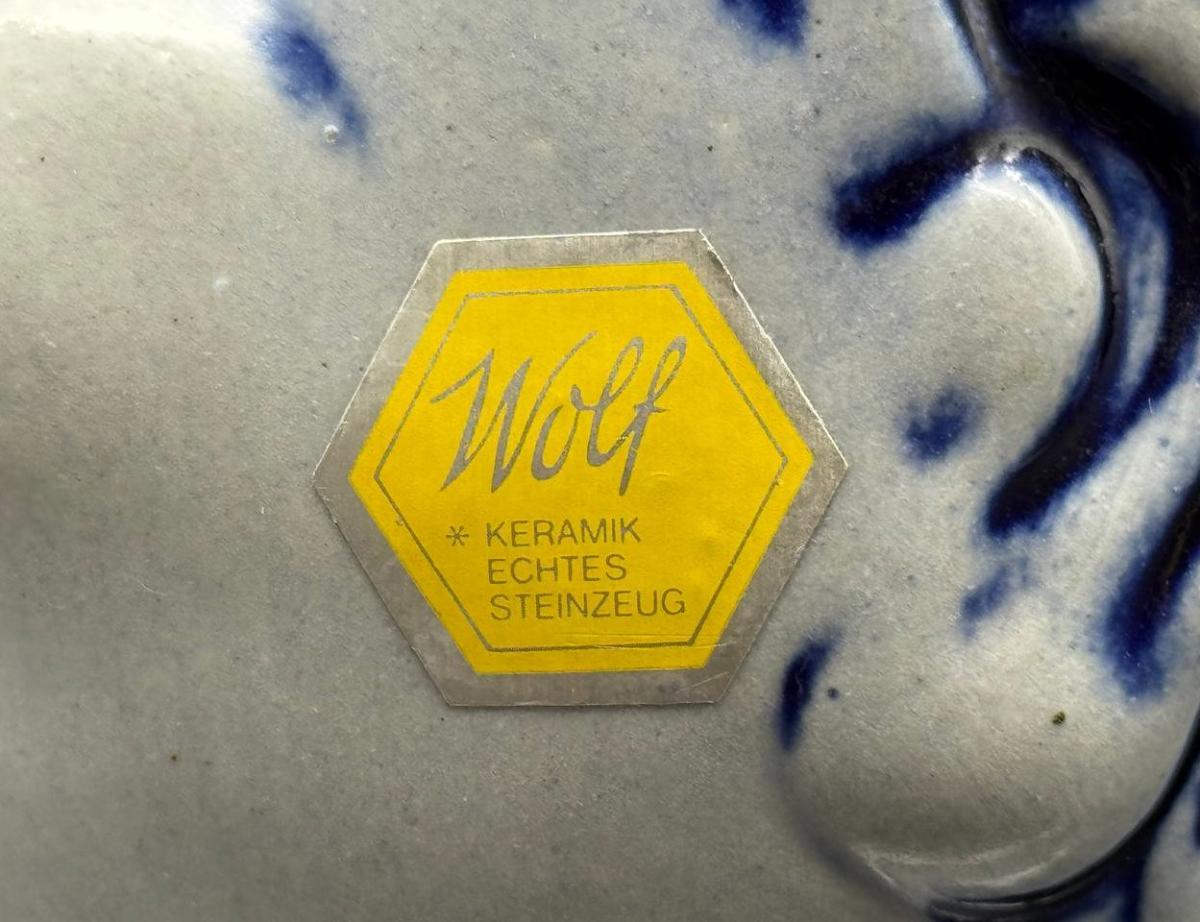 Wolf
* KERAMIK
ECHTES
STEINZEUG